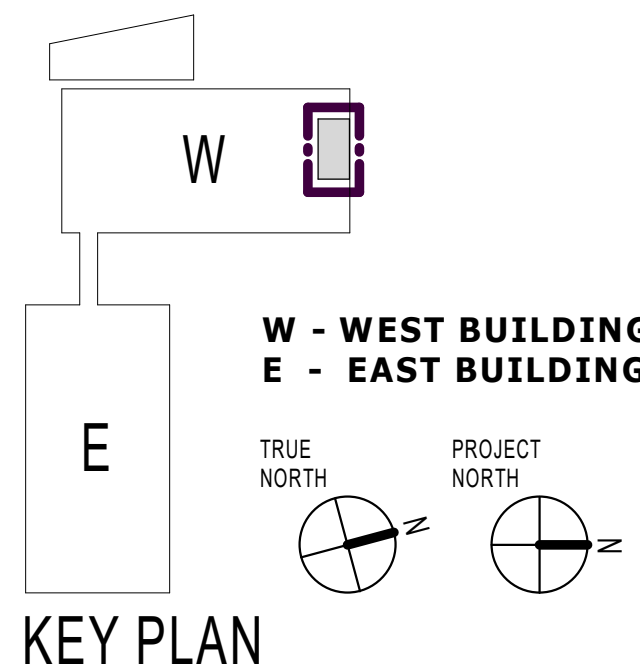 W
W - WEST BUILDING
E - EAST BUILDING
E
TRUE
NORTH
PROJECT
NORTH
N
N
KEY PLAN